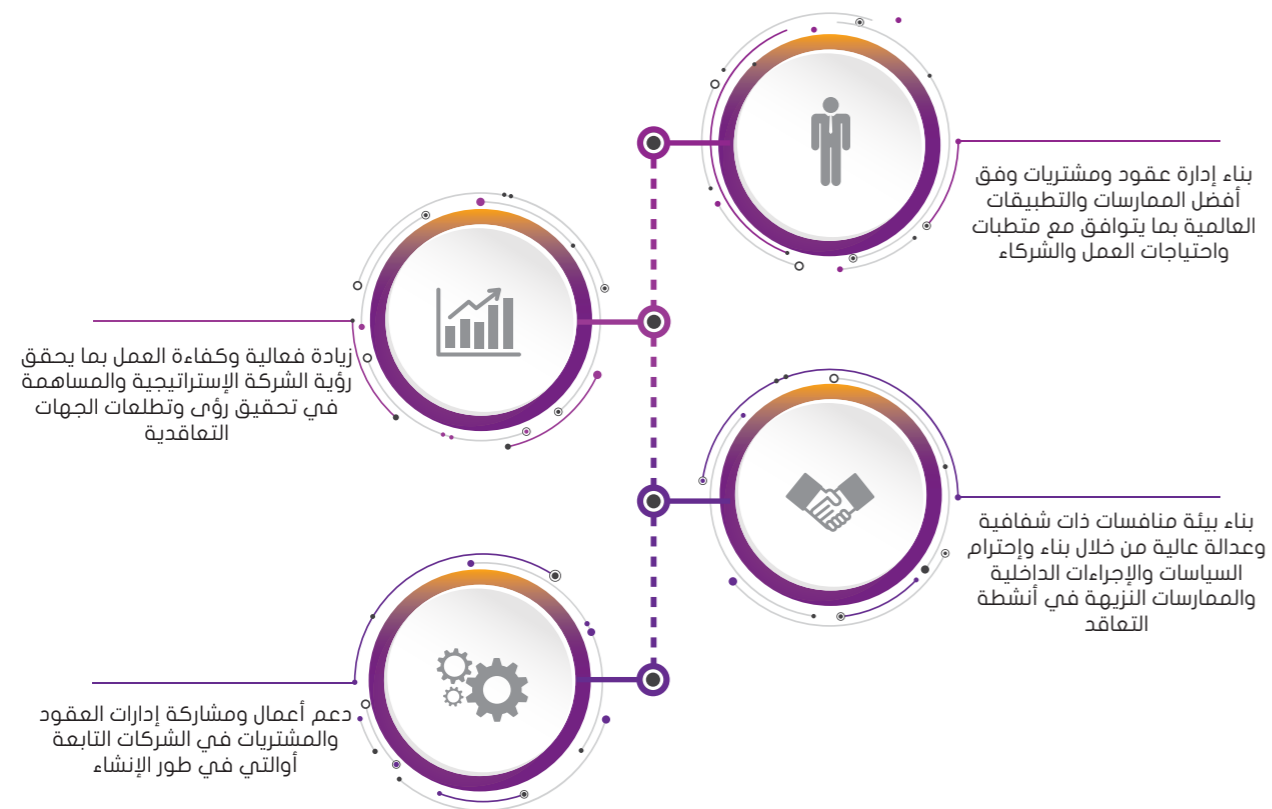 بناء إدارة عقود ومشتريات وفق
أفضل الممارسات والتطبيقات
العالمية بما يتوافق مع متطبات
واحتياجات العمل والشركاء
زيادة فعالية وكفاءة العمل بما يحقق
رؤية الشركة الإستراتيجية والمساهمة
في تحقيق رؤى وتطلعات الجهات
التعاقدية
بناء بيئة منافسات ذات شفافية
وعدالة عالية من خلال بناء وإحترام
السياسات والإجراءات الداخلية
والممارسات النزيهة في أنشطة
التعاقد
دعم أعمال ومشاركة إدارات العقود
والمشتريات في الشركات التابعة
أوالتي في طور الإنشاء